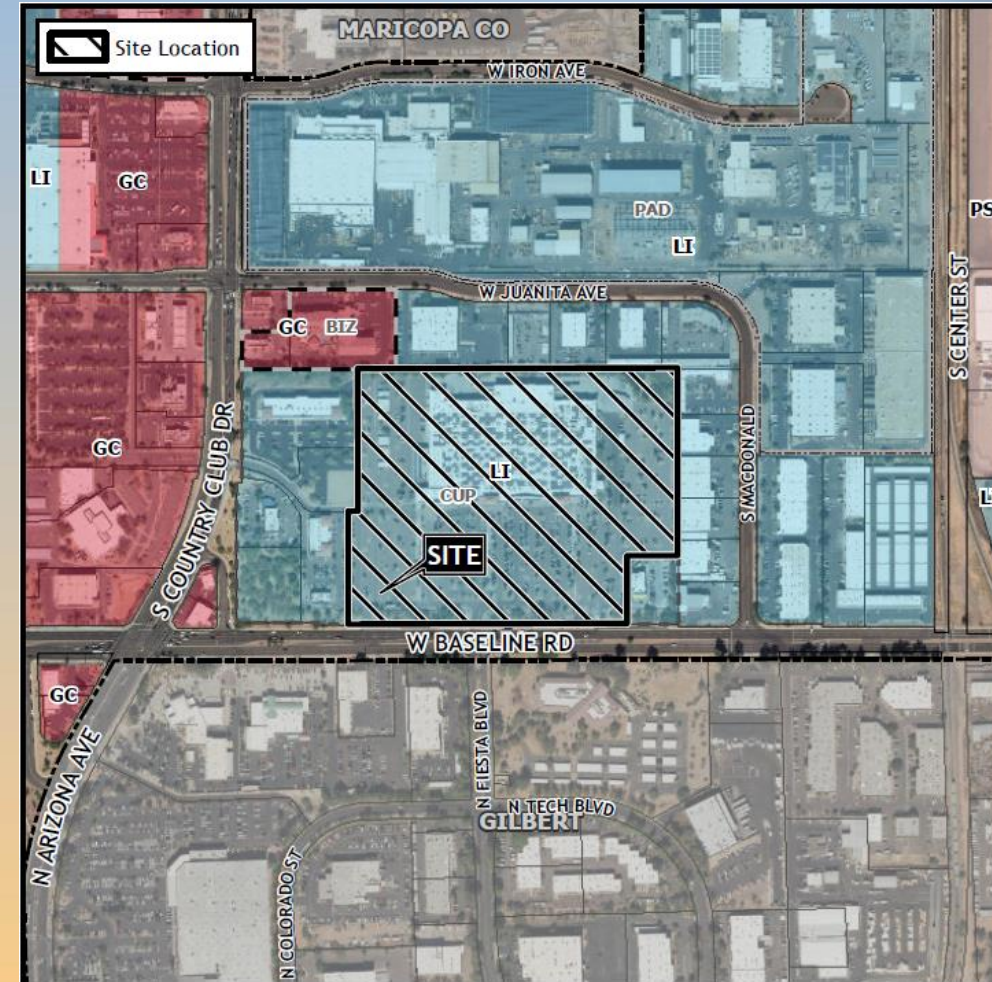 Site Location
MARICOPA CO
W IRON AVE
LI
GC
PAD
LI
PS
S CENTER ST
W JUANITA AVE
GC
BIZ
GC
S COUNTRY CLUB DR
LI
CUP
S MACDONALD
SITE
W BASELINE RD
GC
N ARIZONA AVE
N FIESTA BLVD
N TECH BLVD
GILBERT
N COLORADO ST